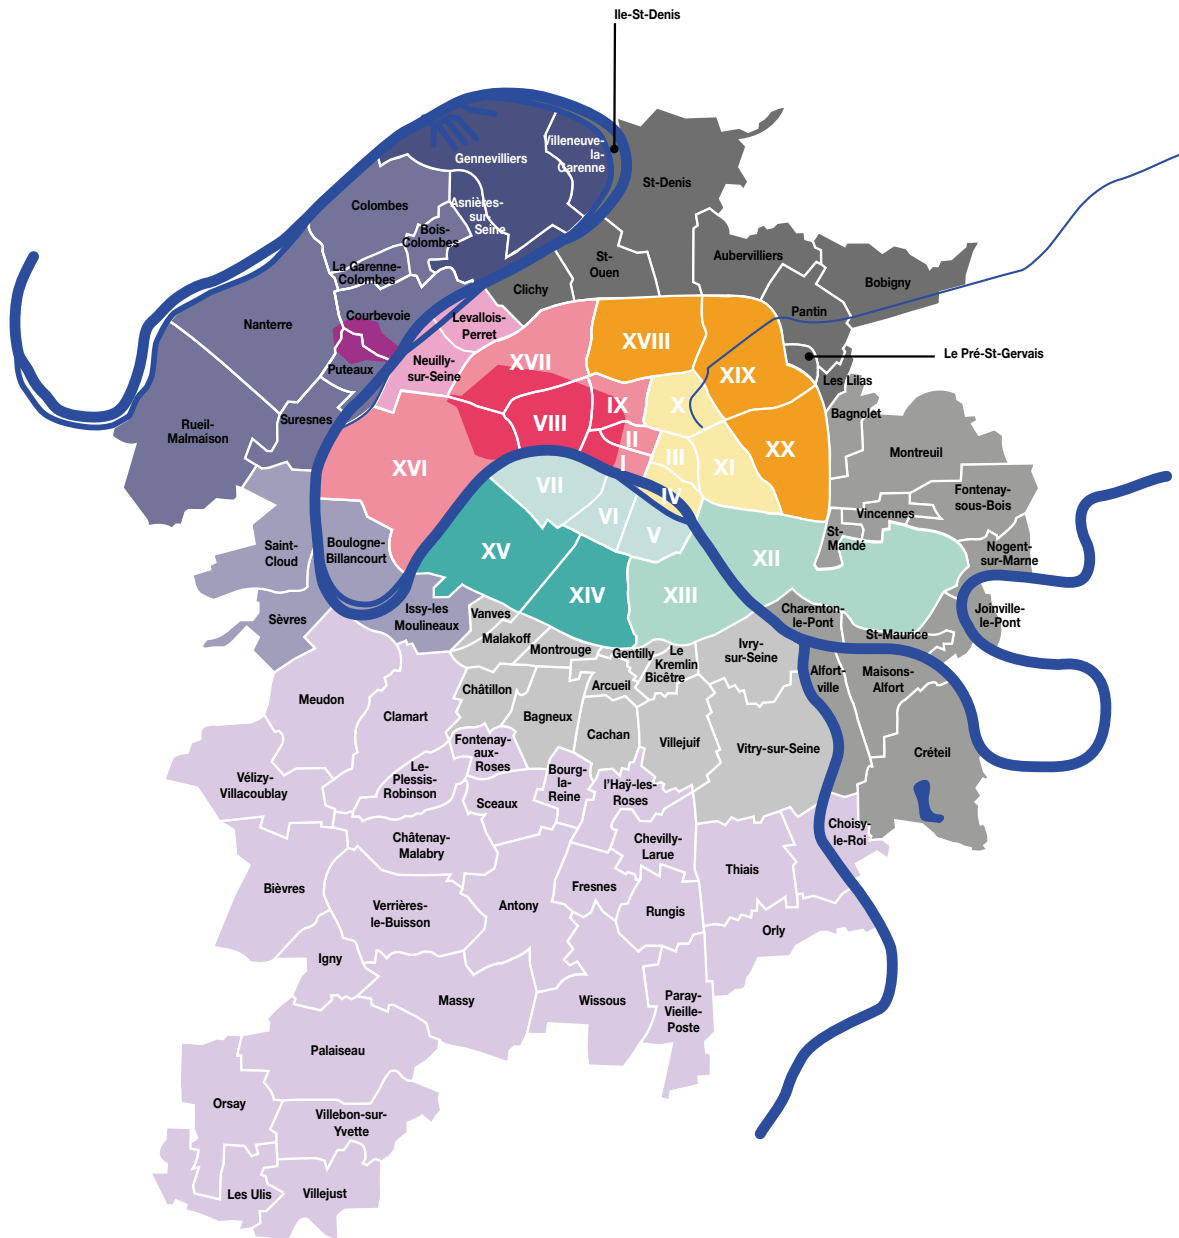 Ile-St-Denis
Villeneuve-
la-
Garenne
Gennevilliers
St-Denis
Colombes
Asnières-
sur-
Seine
Bois-
Colombes
La Garenne-
Colombes
St-
Ouen
Aubervilliers
Bobigny
Clichy
Pantin
Nanterre
Courbevoie
Levallois-
Perret
Le Pré-St-Gervais
Puteaux
Neuilly-
sur-Seine
XVII
XVIII
XIX
Les Lilas
Bagnolet
Suresnes
Rueil-
Malmaison
VIII
IX
X
II
I
III
XI
XX
Montreuil
XVI
IV
VII
VI
V
Fontenay-
sous-Bois
Vincennes
St-
Mandé
Nogent-
sur-Marne
Saint-
Cloud
Boulogne-
Billancourt
XV
XII
XIV
XIII
Sèvres
Issy-les
Moulineaux
Vanves
Malakoff
Montrouge
Gentilly
Le
Kremlin
Bicêtre
Ivry-
sur-Seine
Charenton-
le-Pont
St-Maurice
Joinville-
le-Pont
Alfort-
ville
Maisons-
Alfort
Meudon
Clamart
Châtillon
Bagneux
Arcueil
Cachan
Villejuif
Vitry-sur-Seine
Créteil
Fontenay-
aux-
Roses
Vélizy-
Villacoublay
Le-
Plessis-
Robinson
Sceaux
Bourg-
la-
Reine
l'Haÿ-les-
Roses
Choisy-
le-Roi
Châtenay-
Malabry
Chevilly-
Larue
Thiais
Bièvres
Verrières-
le-Buisson
Antony
Fresnes
Rungis
Orly
Igny
Massy
Wissous
Paray-
Vieille-
Poste
Palaiseau
Orsay
Villebon-sur-
Yvette
Les Ulis
Villejust